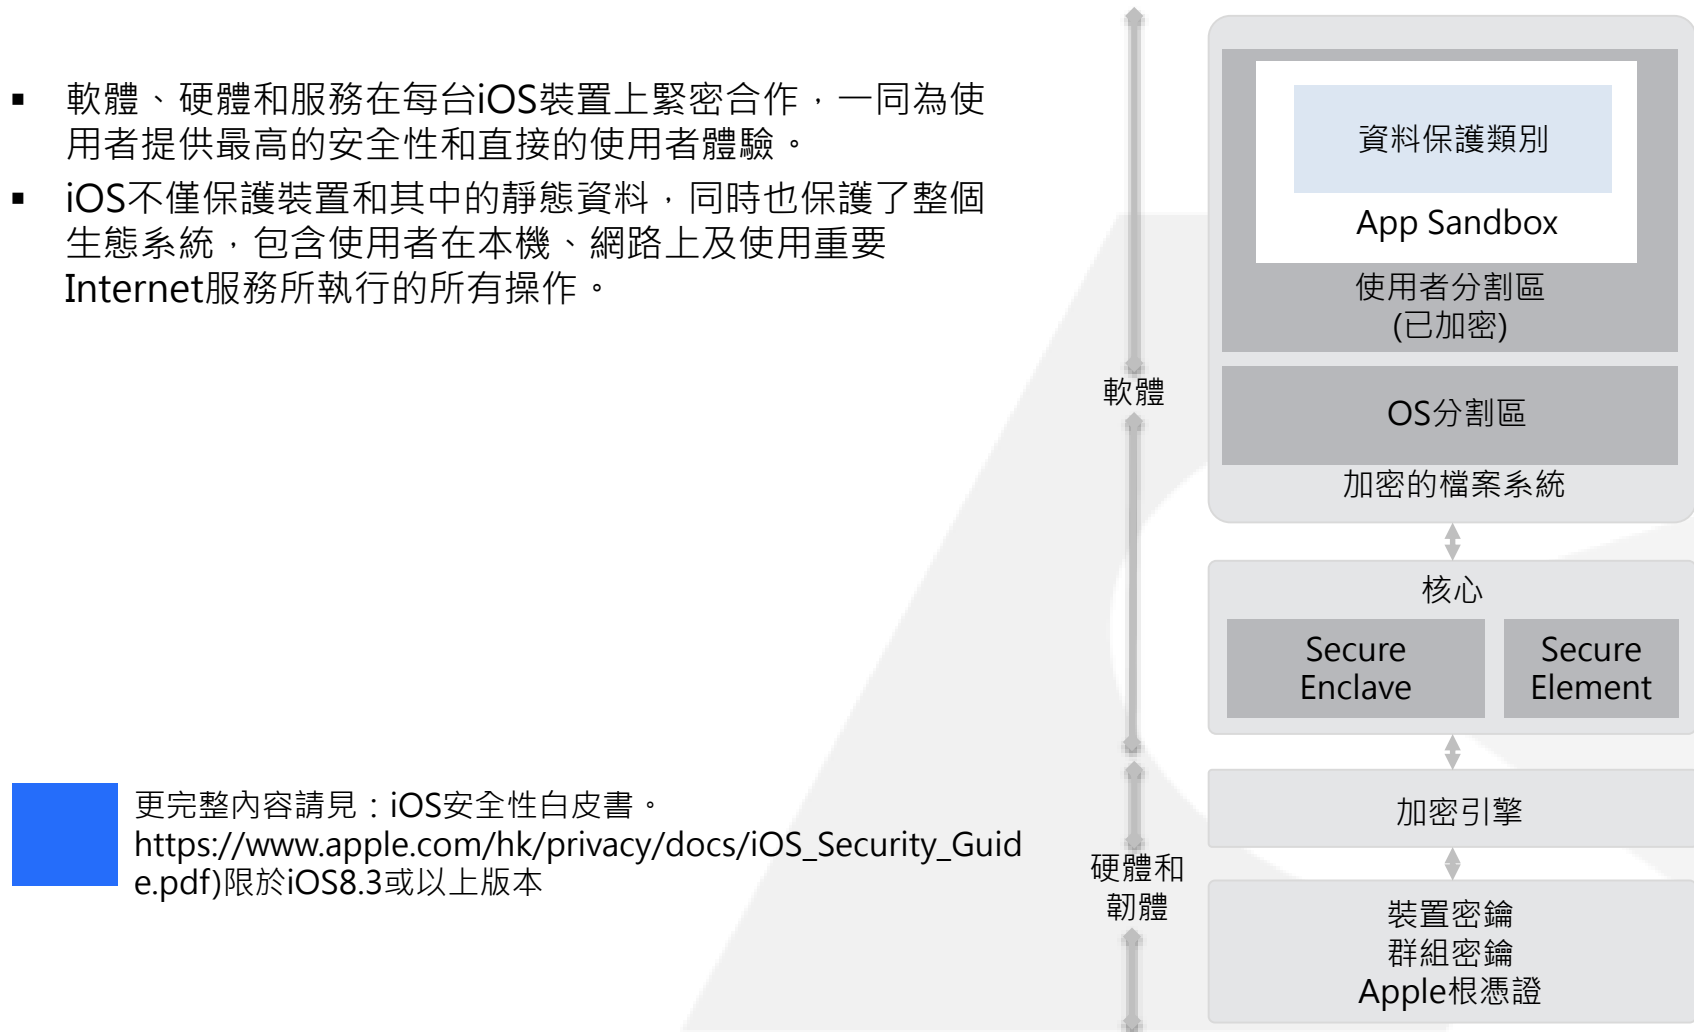 ▪ 軟體、硬體和服務在每台iOS裝置上緊密合作，一同為使
用者提供最高的安全性和直接的使用者體驗。
▪ iOS不僅保護裝置和其中的靜態資料，同時也保護了整個
生態系統，包含使用者在本機、網路上及使用重要
Internet服務所執行的所有操作。
更完整內容請見：iOS安全性白皮書。
https://www.apple.com/hk/privacy/docs/iOS_Security_Guid
e.pdf)限於iOS8.3或以上版本
軟體
硬體和
韌體
資料保護類別
App Sandbox
使用者分割區
(已加密)
OS分割區
加密的檔案系統
核心
Secure
Enclave
Secure
Element
加密引擎
裝置密鑰
群組密鑰
Apple根憑證